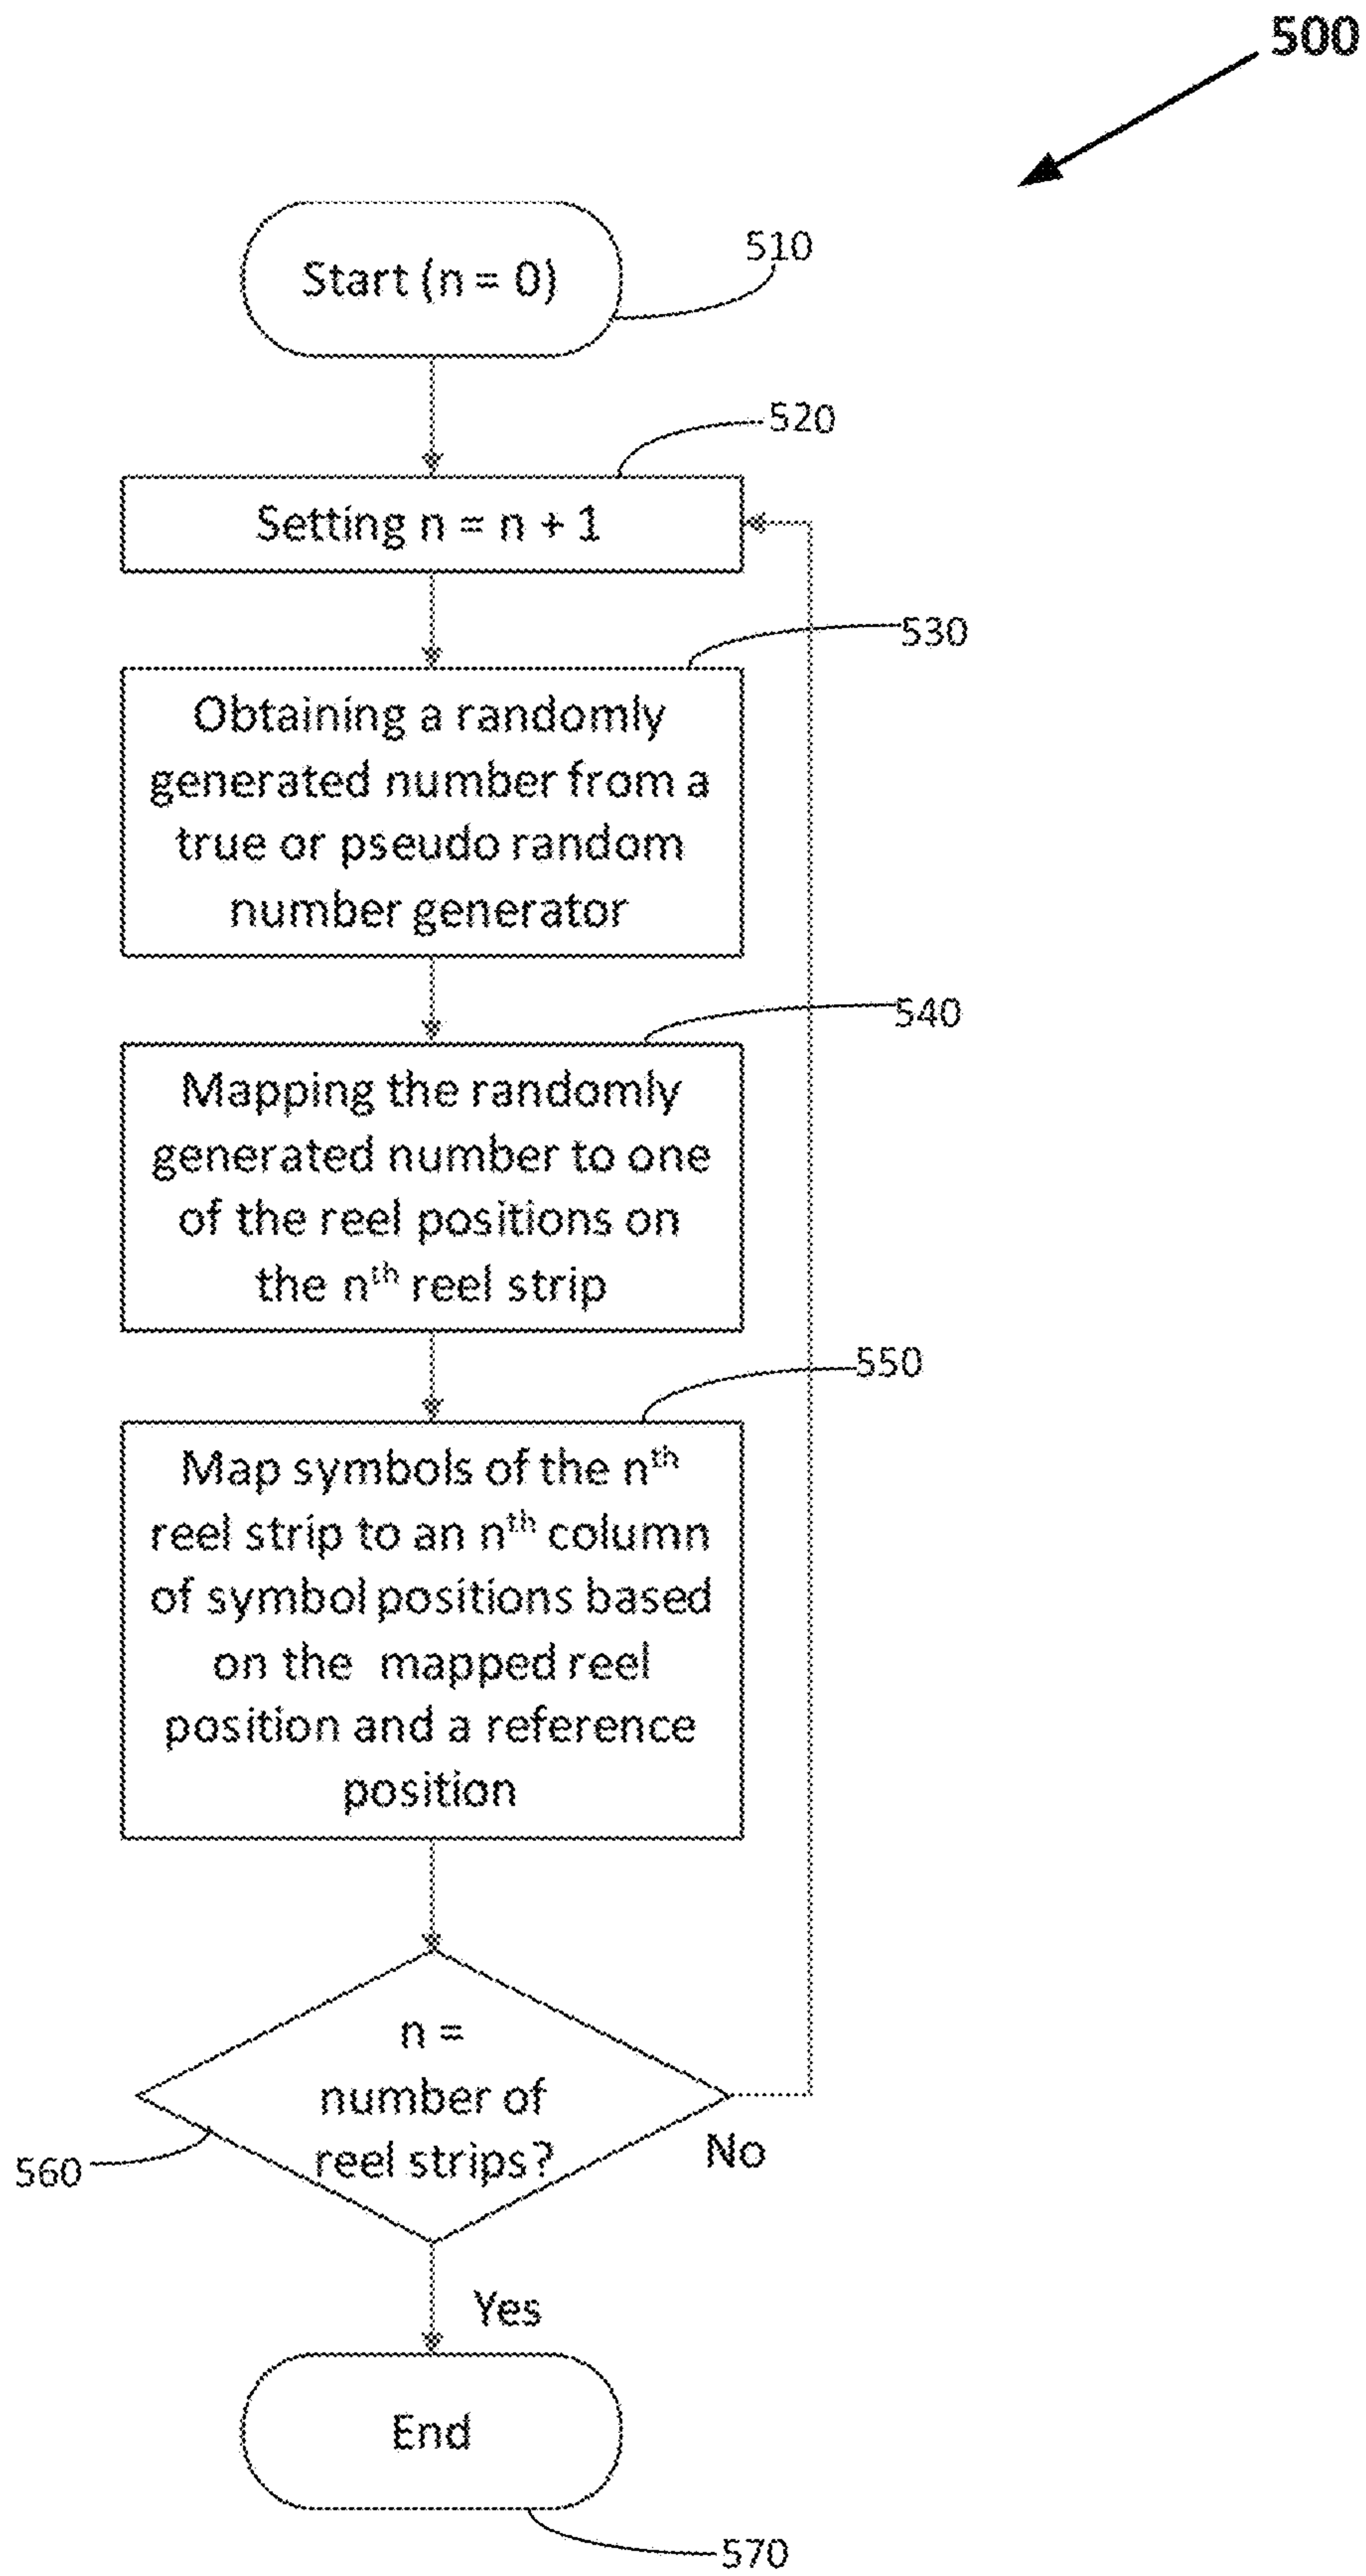 500
Start (n = 0)
510
520
Setting n = n + 1
530
Obtaining a randomly
generated number from a
true or pseudo random
number generator
540
Mapping the randomly
generated number to one
of the reel positions on
the nth reel strip
550
Map symbols of the nth
reel strip to an nth column
of symbol positions based
on the mapped reel
position and a reference
position
n =
number of
reel strips?
No
560
Yes
End
570